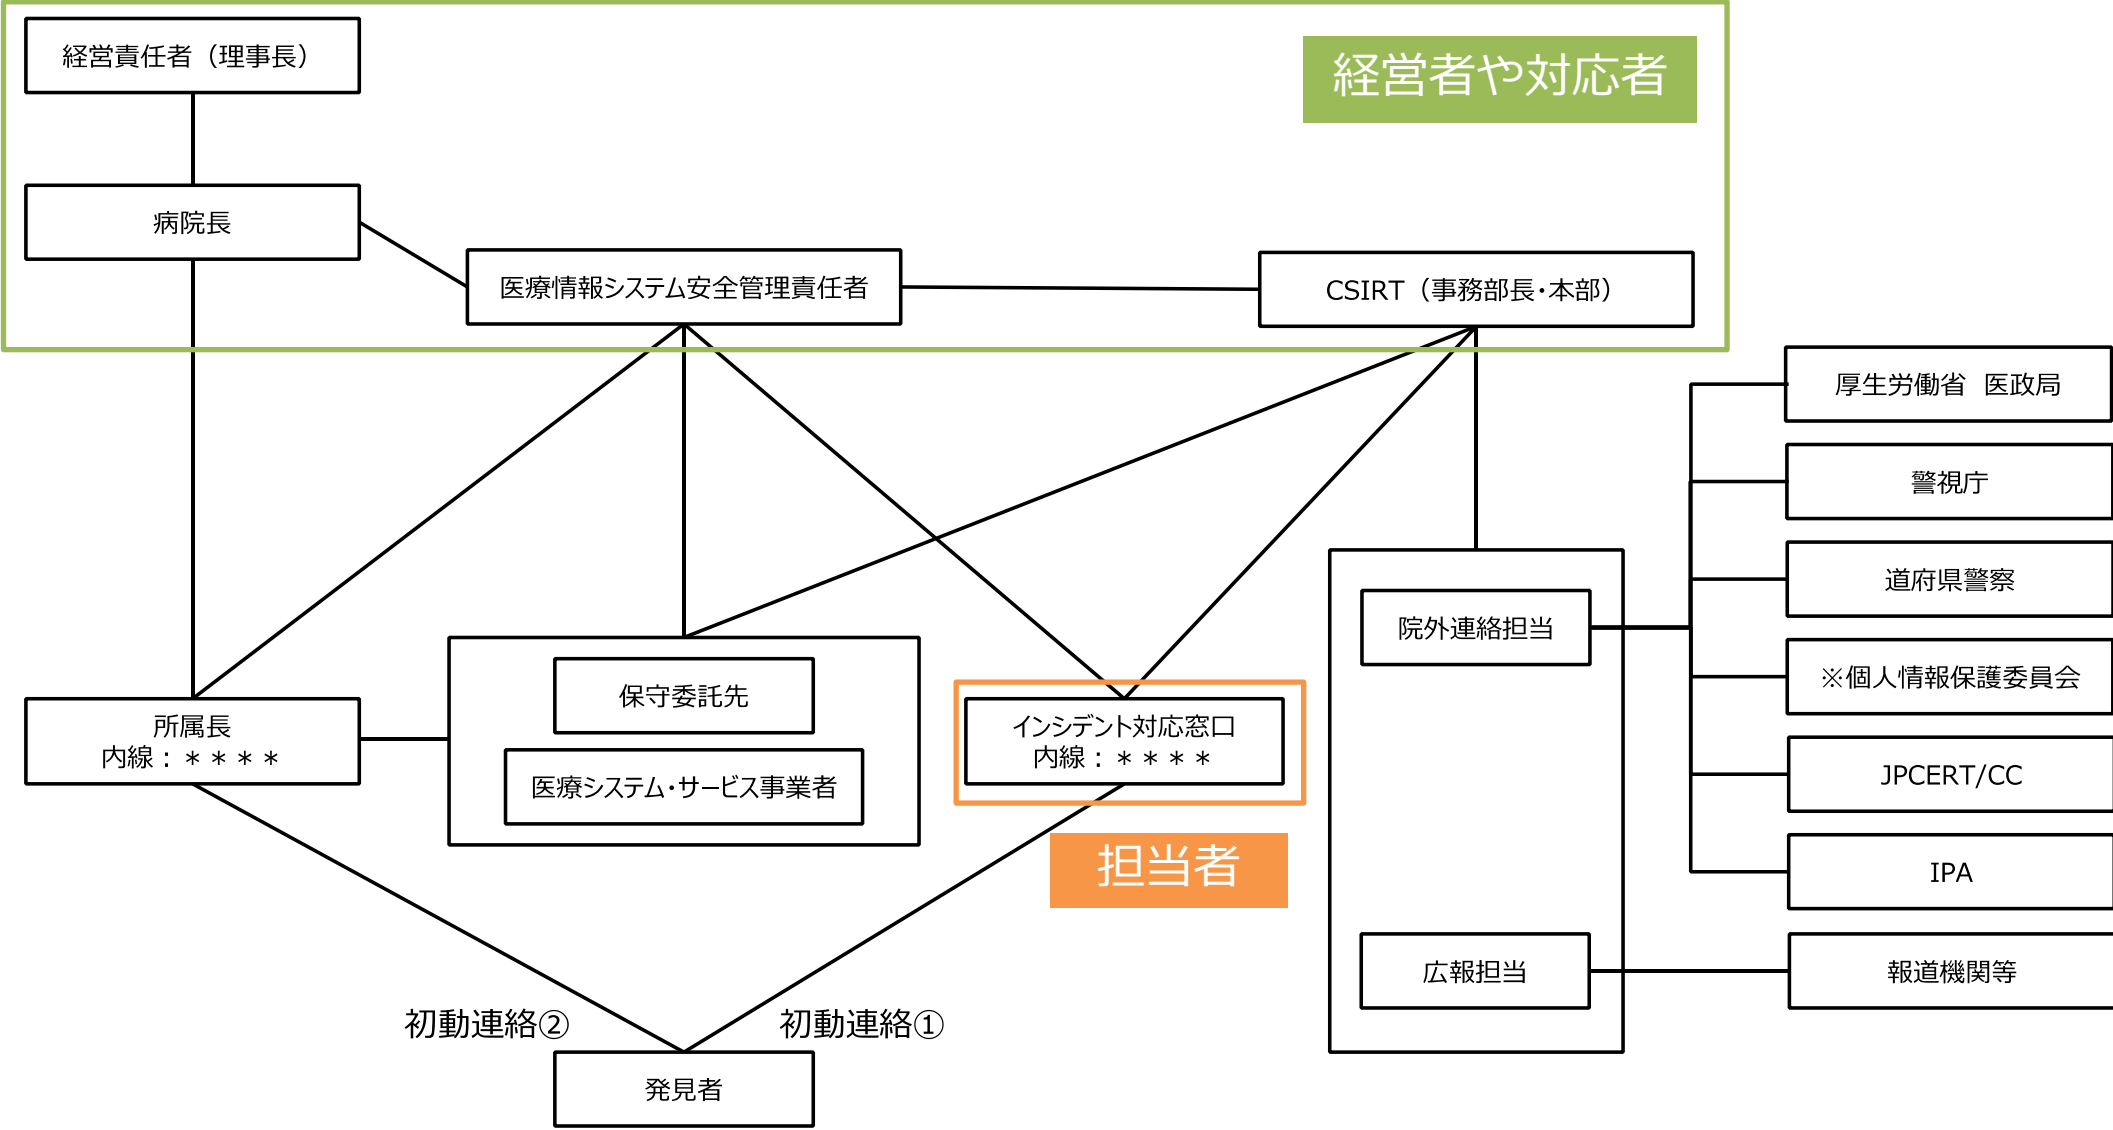 経営責任者（理事長）
経営者や対応者
病院長
医療情報システム安全管理責任者
CSIRT（事務部長・本部）
厚生労働省　医政局
警視庁
道府県警察
院外連絡担当
※個人情報保護委員会
保守委託先
所属長
内線：＊＊＊＊
インシデント対応窓口
内線：＊＊＊＊
医療システム・サービス事業者
JPCERT/CC
担当者
IPA
広報担当
報道機関等
初動連絡②
初動連絡①
発見者